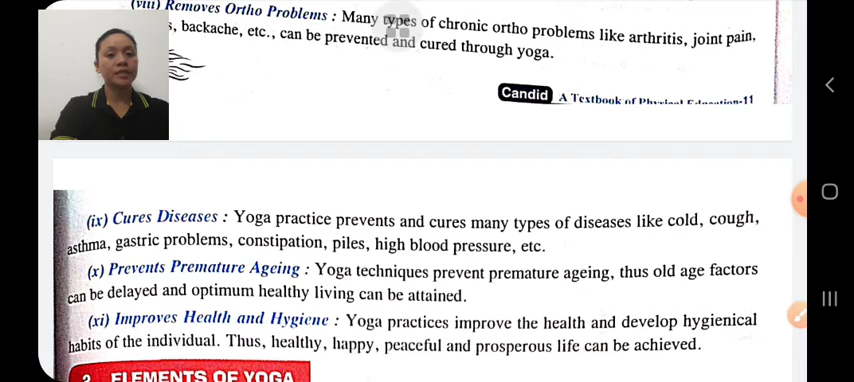 (viii) Removes Ortho Problems : Many types of chronic ortho problems like arthritis, joint pain,
backache, etc., can be prevented and cured through yoga.
Candid A Textbook of Physical Education-11
(ix) Cures Diseases : Yoga practice prevents and cures many types of diseases like cold, cough,
asthma, gastric problems, constipation, piles, high blood pressure, etc.
(x) Prevents Premature Ageing : Yoga techniques prevent premature ageing, thus old age factors
can be delayed and optimum healthy living can be attained.
(xi) Improves Health and Hygiene : Yoga practices improve the health and develop hygienical
habits of the individual. Thus, healthy, happy, peaceful and prosperous life can be achieved.
2 ELEMENTS OF YOGA